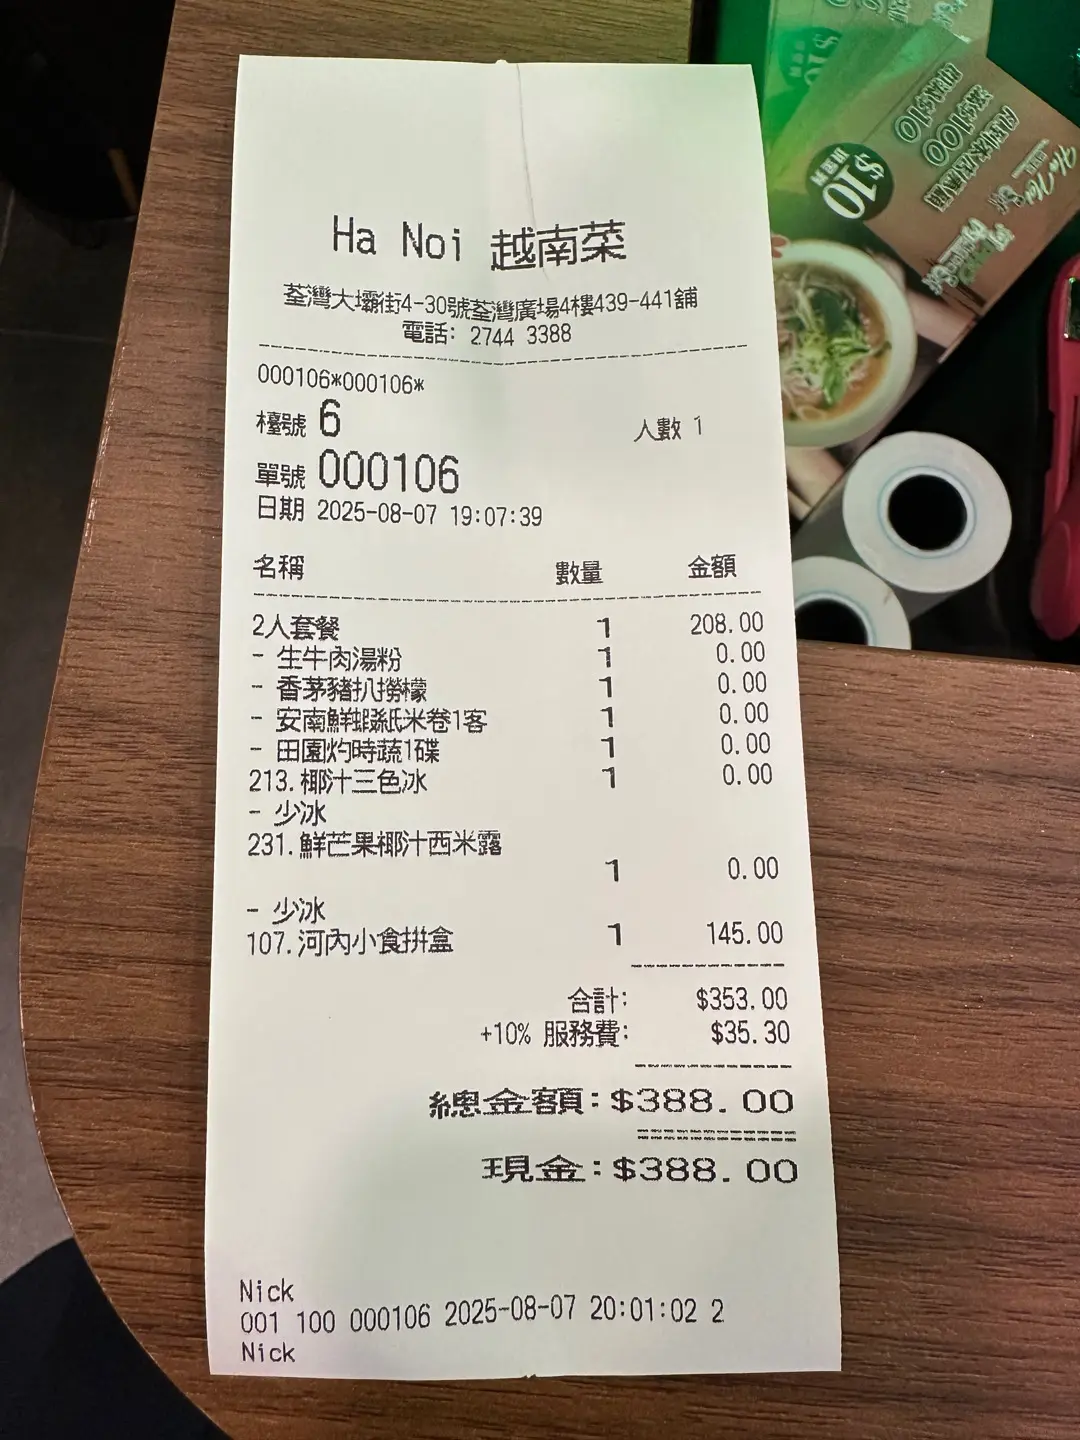 Ha Noi 越南菜
荃灣大壩街4-30號荃灣廣場4樓439-441舖
電話: 2744 3388
000106*000106*
檯號 6 人數 1
單號 000106
日期 2025-08-07 19:07:39
名稱 數量 金額
2人套餐 1 208.00
- 生牛肉湯粉 1 0.00
- 香茅豬扒撈檬 1 0.00
- 安南鮮蝦紙米卷1客 1 0.00
- 田園灼時蔬1碟 1 0.00
213.椰汁三色冰 1 0.00
- 少冰
231.鮮芒果椰汁西米露
1 0.00
- 少冰
107.河內小食拼盒 1 145.00
合計: $353.00
+10% 服務費: $35.30
總金額:$388.00
現金:$388.00
Nick
001 100 000106 2025-08-07 20:01:02 2
Nick
$10
$10